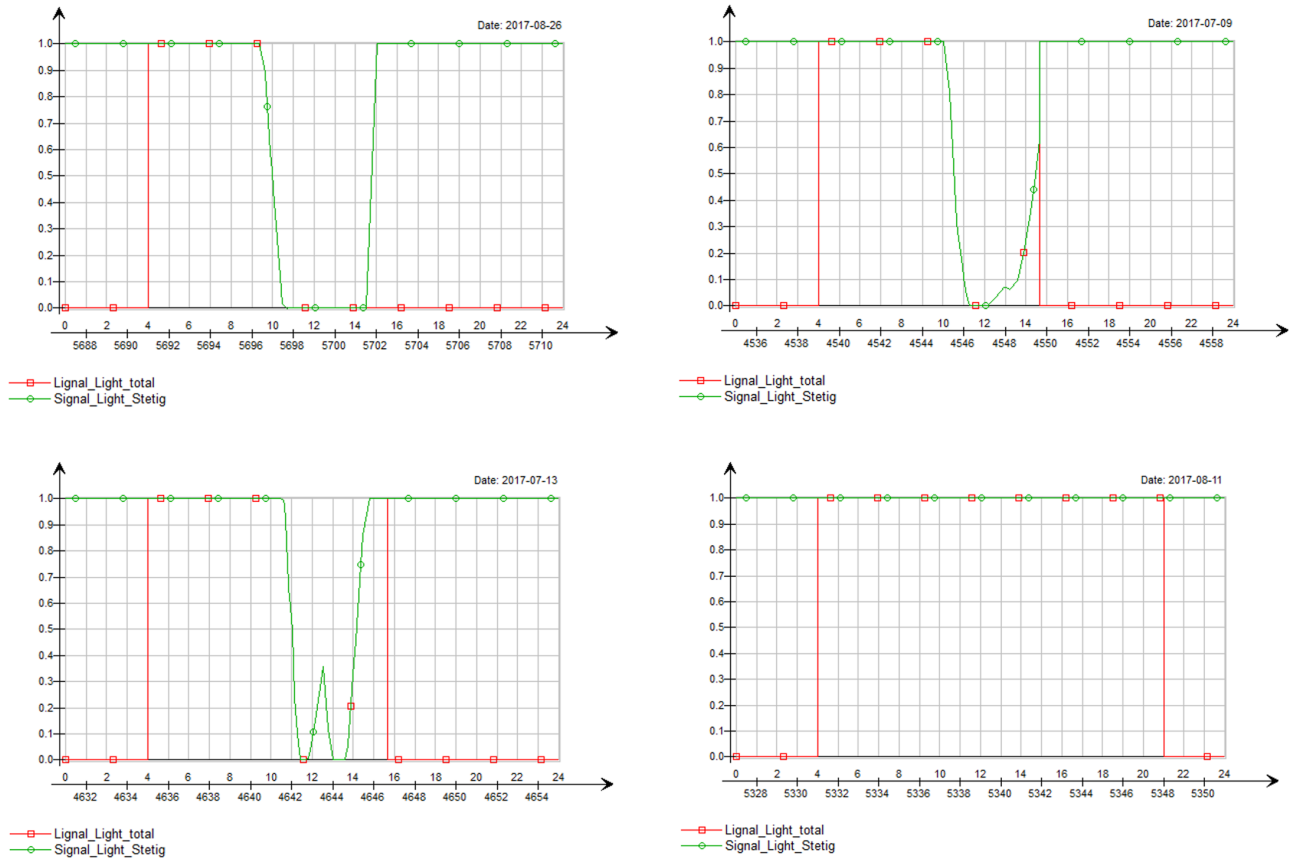 Date: 2017-08-26
1.0
0.9
0.8
0.7
0.6
0.5
0.4
0.3
0.2
0.1
0.0
0 2 4 6 8 10 12 14 16 18 20 22 24
5688 5690 5692 5694 5696 5698 5700 5702 5704 5706 5708 5710
Lignal_Light_total
Signal_Light_Stetig
Date: 2017-07-09
1.0
0.9
0.8
0.7
0.6
0.5
0.4
0.3
0.2
0.1
0.0
0 2 4 6 8 10 12 14 16 18 20 22 24
4536 4538 4540 4542 4544 4546 4548 4550 4552 4554 4556 4558
Lignal_Light_total
Signal_Light_Stetig
Date: 2017-07-13
1.0
0.9
0.8
0.7
0.6
0.5
0.4
0.3
0.2
0.1
0.0
0 2 4 6 8 10 12 14 16 18 20 22 24
4632 4634 4636 4638 4640 4642 4644 4646 4648 4650 4652 4654
Lignal_Light_total
Signal_Light_Stetig
Date: 2017-08-11
1.0
0.9
0.8
0.7
0.6
0.5
0.4
0.3
0.2
0.1
0.0
0 2 4 6 8 10 12 14 16 18 20 22 24
5328 5330 5332 5334 5336 5338 5340 5342 5344 5346 5348 5350
Lignal_Light_total
Signal_Light_Stetig